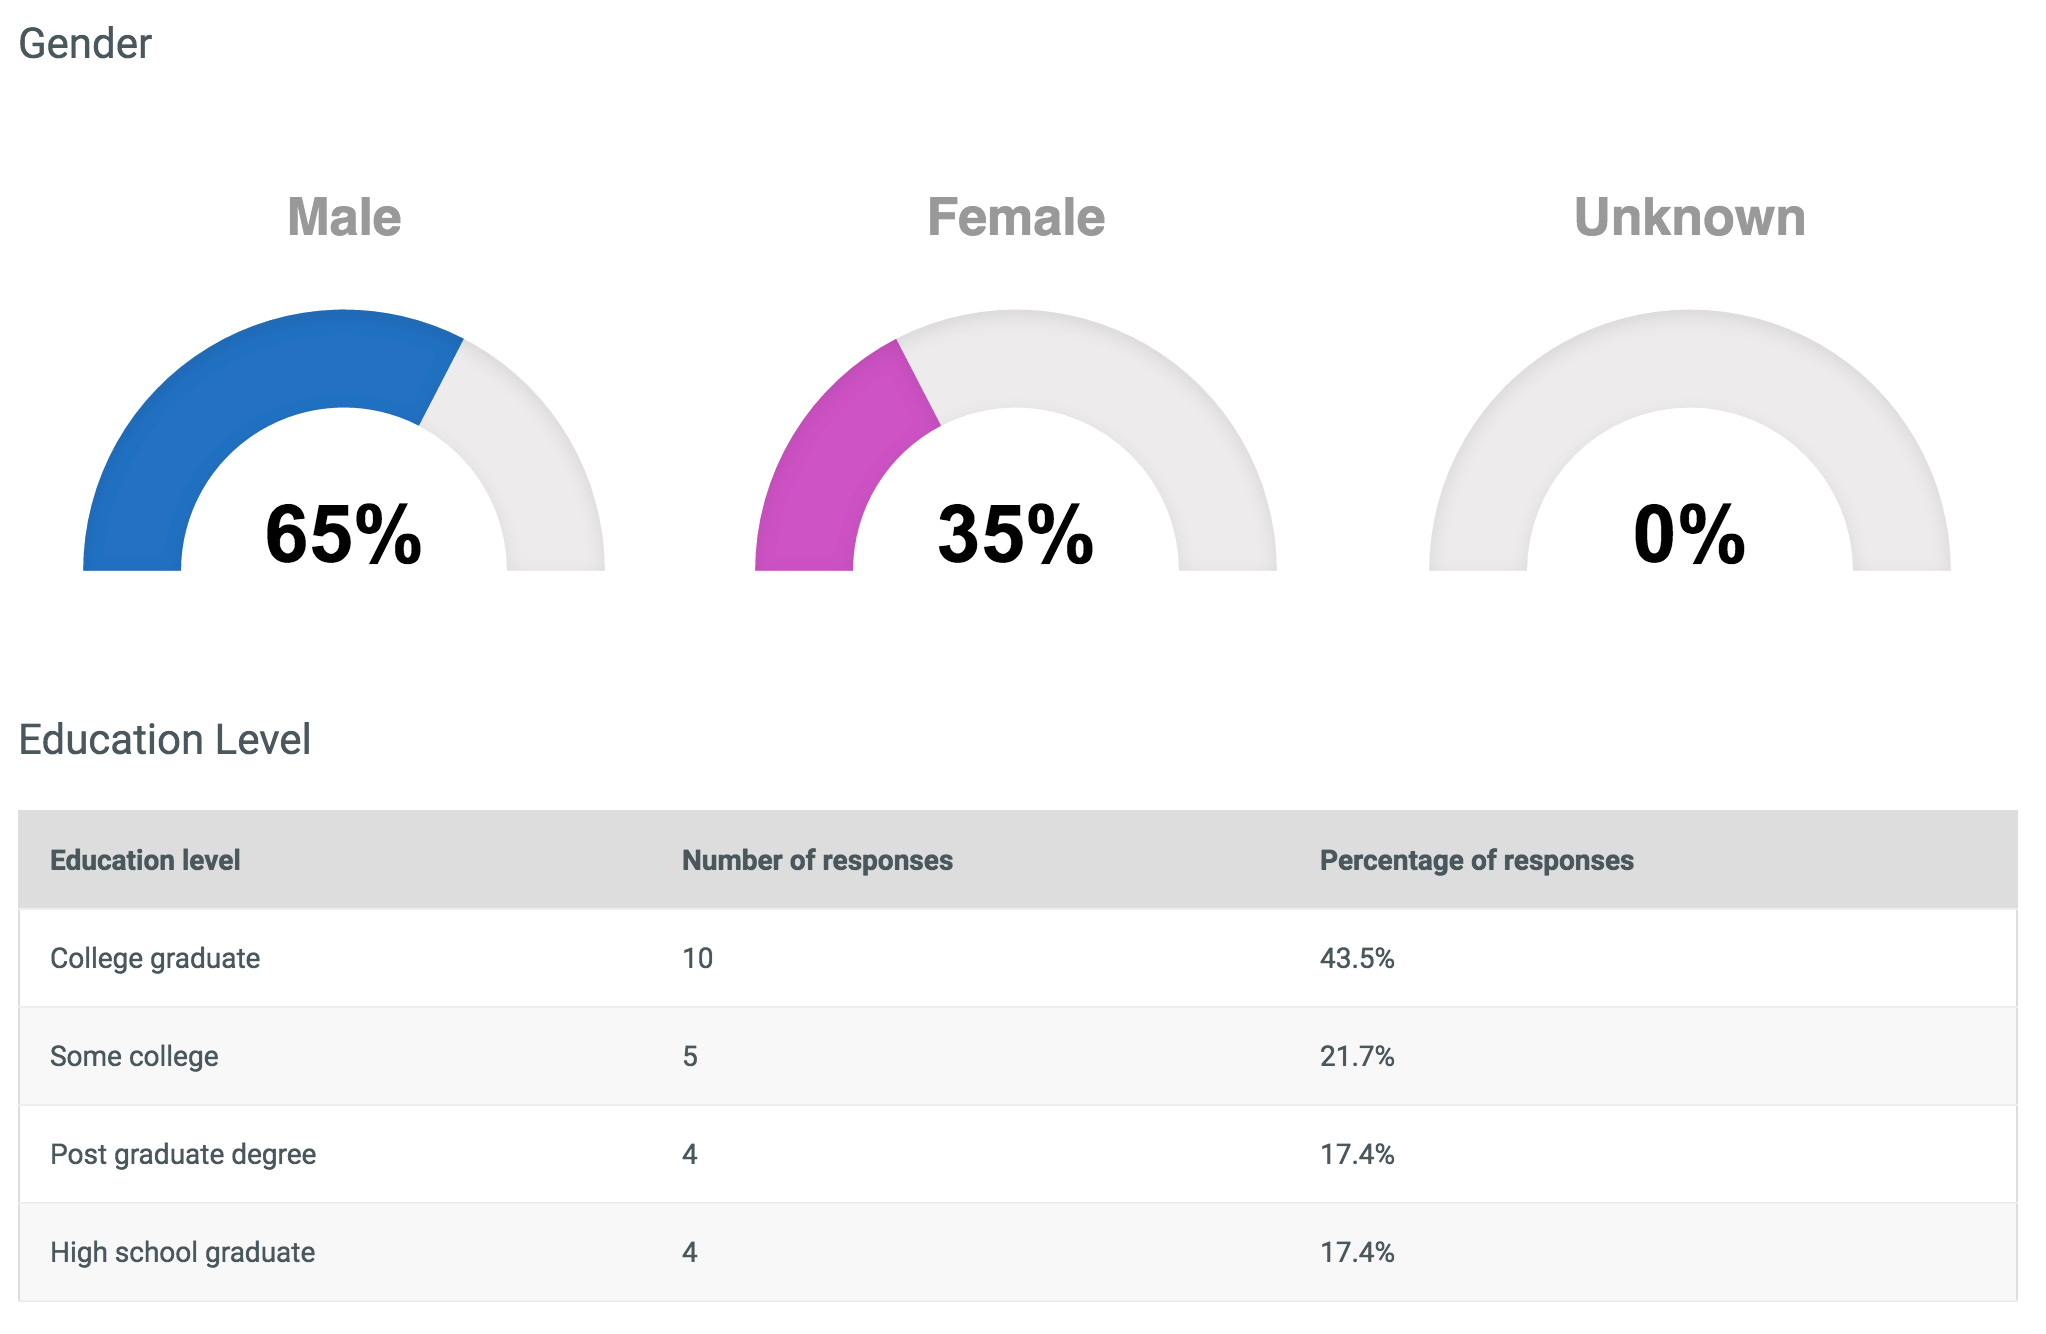 Gender
Male Female Unknown
65% 35% 0%
Education Level
Education level Number of responses Percentage of responses
College graduate 10 43.5%
Some college 5 21.7%
Post graduate degree 4 17.4%
High school graduate 4 17.4%